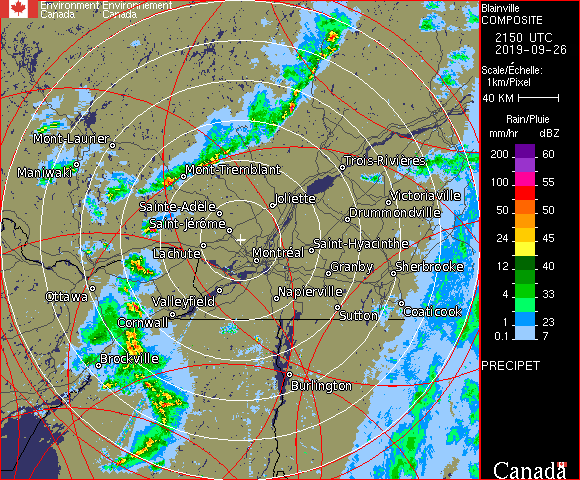 Environment Environnement
Canada Canada
Blainville
COMPOSITE
2150 UTC
2019-09-26
Scale/Échelle:
1km/Pixel
40 KM
Rain/Pluie
mm/hr dBZ
200 60
100 55
50 50
24 45
12 40
4 33
2 28
1 23
0.1 7
PRECIPET
Canada
Mont-Laurier
Maniwaki
Mont-Tremblant
Trois-Rivières
Sainte-Adèle
Joliette
Victoriaville
Saint-Jérôme
Drummondville
Lachute
Montréal
Saint-Hyacinthe
Granby
Sherbrooke
Ottawa
Valleyfield
Napierville
Cornwall
Sutton
Coaticook
Brockville
Burlington